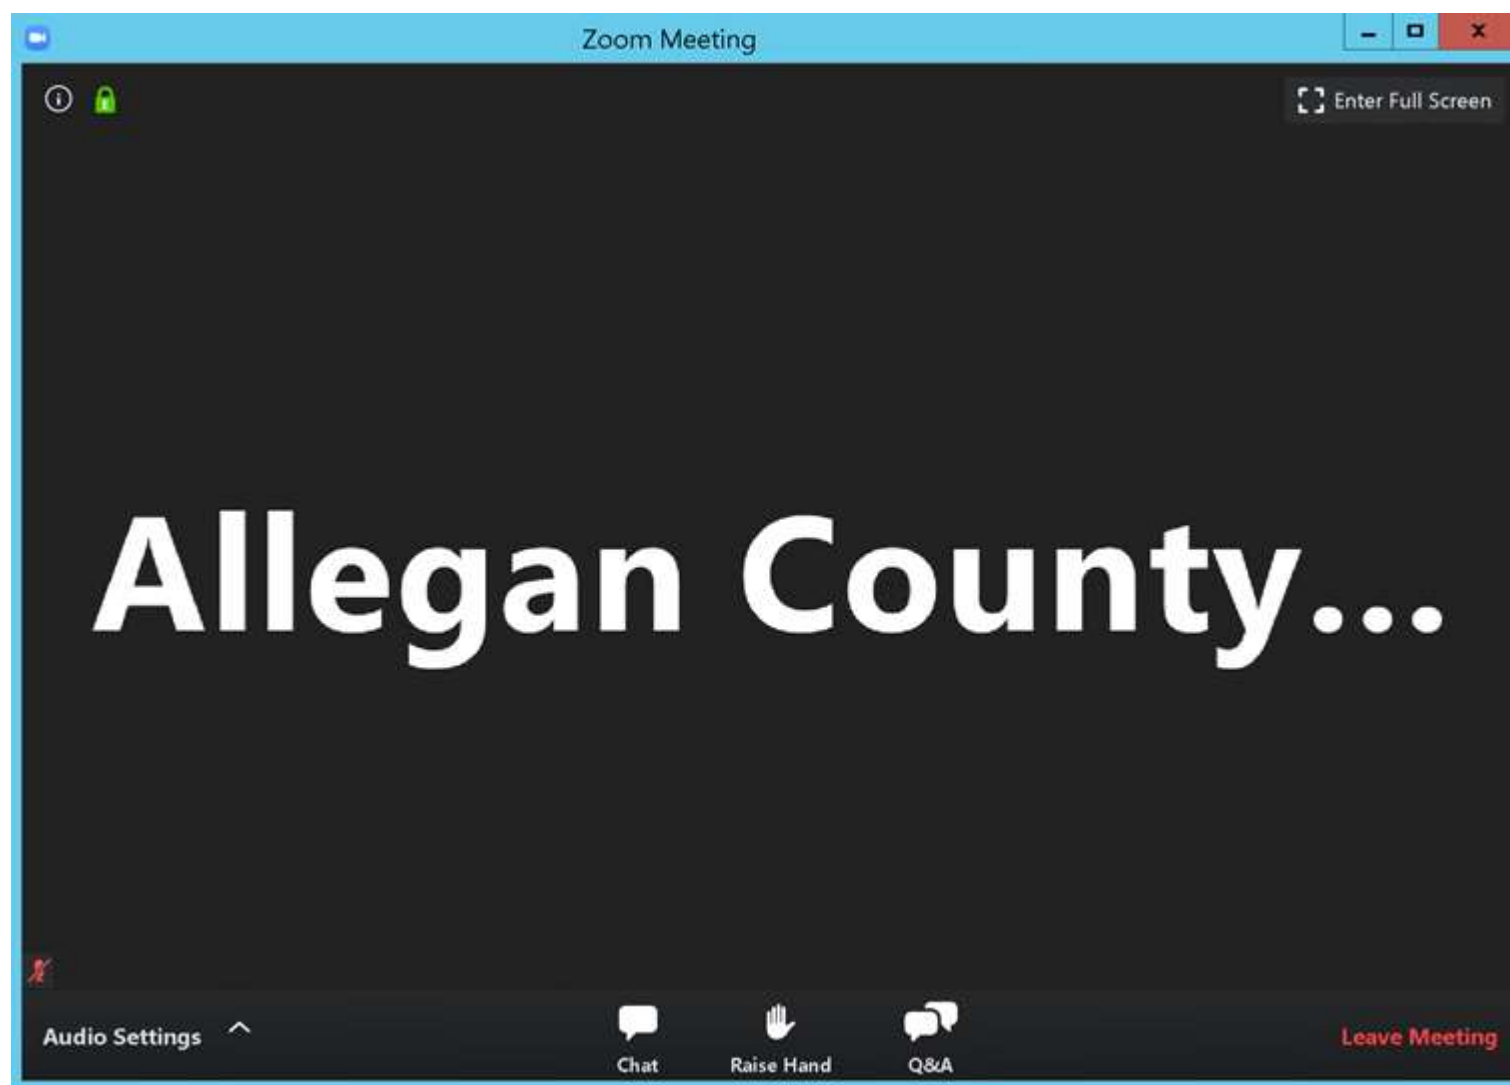 Zoom Meeting
Enter Full Screen
Allegan County...
Audio Settings
Chat
Raise Hand
Q&A
Leave Meeting